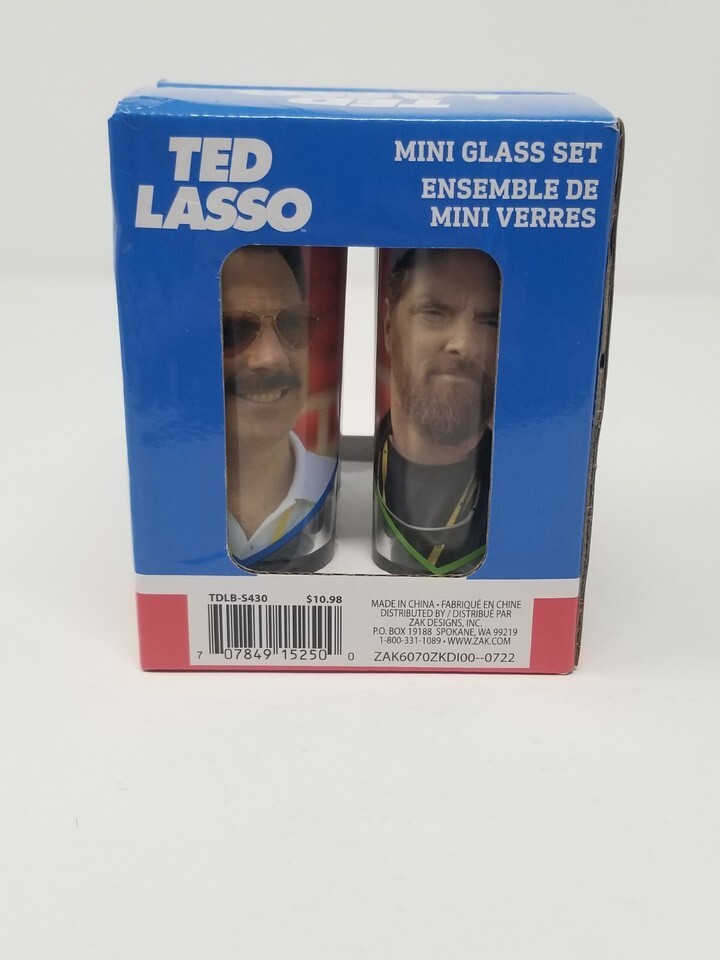 TED
LASSO
TED
LASSO™
MINI GLASS SET
ENSEMBLE DE
MINI VERRES
TDLB-S430 $10.98
7 07849 15250 0
MADE IN CHINA • FABRIQUÉ EN CHINE
DISTRIBUTED BY / DISTRIBUÉ PAR
ZAK DESIGNS, INC.
P.O. BOX 19188 SPOKANE, WA 99219
1-800-331-1089 • WWW.ZAK.COM
ZAK6070ZKDI00--0722